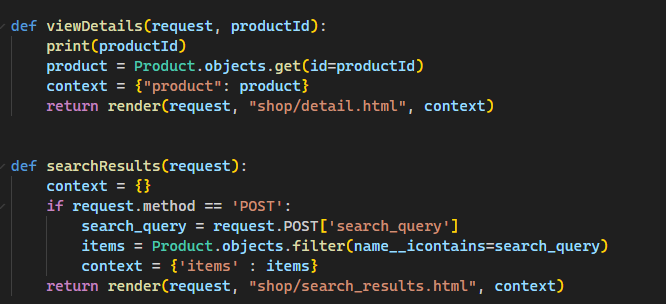 def viewDetails(request, productId):
    print(productId)
    product = Product.objects.get(id=productId)
    context = {"product": product}
    return render(request, "shop/detail.html", context)
def searchResults(request):
    context = {}
    if request.method == 'POST':
        search_query = request.POST['search_query']
        items = Product.objects.filter(name__icontains=search_query)
        context = {'items' : items}
    return render(request, "shop/search_results.html", context)